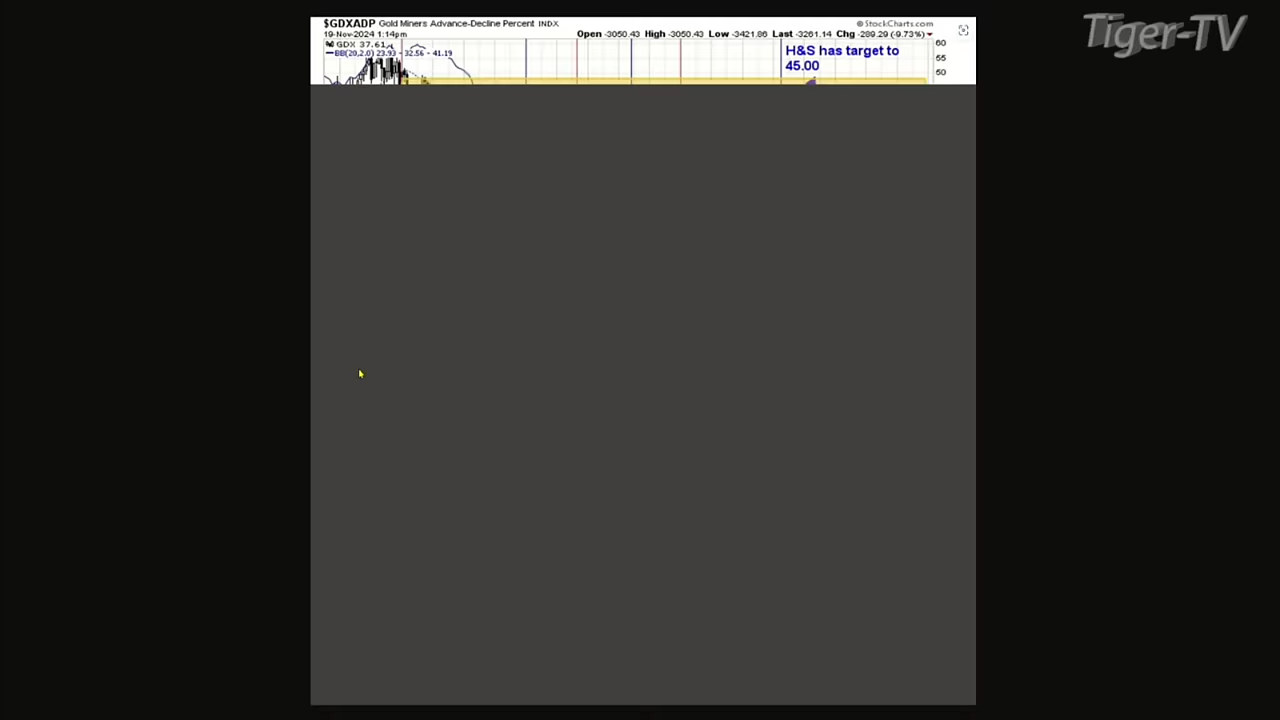 Tiger-TV
$GDXADP Gold Miners Advance-Decline Percent INDX
© StockCharts.com
19-Nov-2024 1:14pm
Open -3050.43 High -3050.43 Low -3421.86 Last -3261.14 Chg -289.29 (-9.73%)
GDX 37.61
BB(20,2.0) 23.93 - 32.56 - 41.19
H&S has target to
45.00
60
55
50